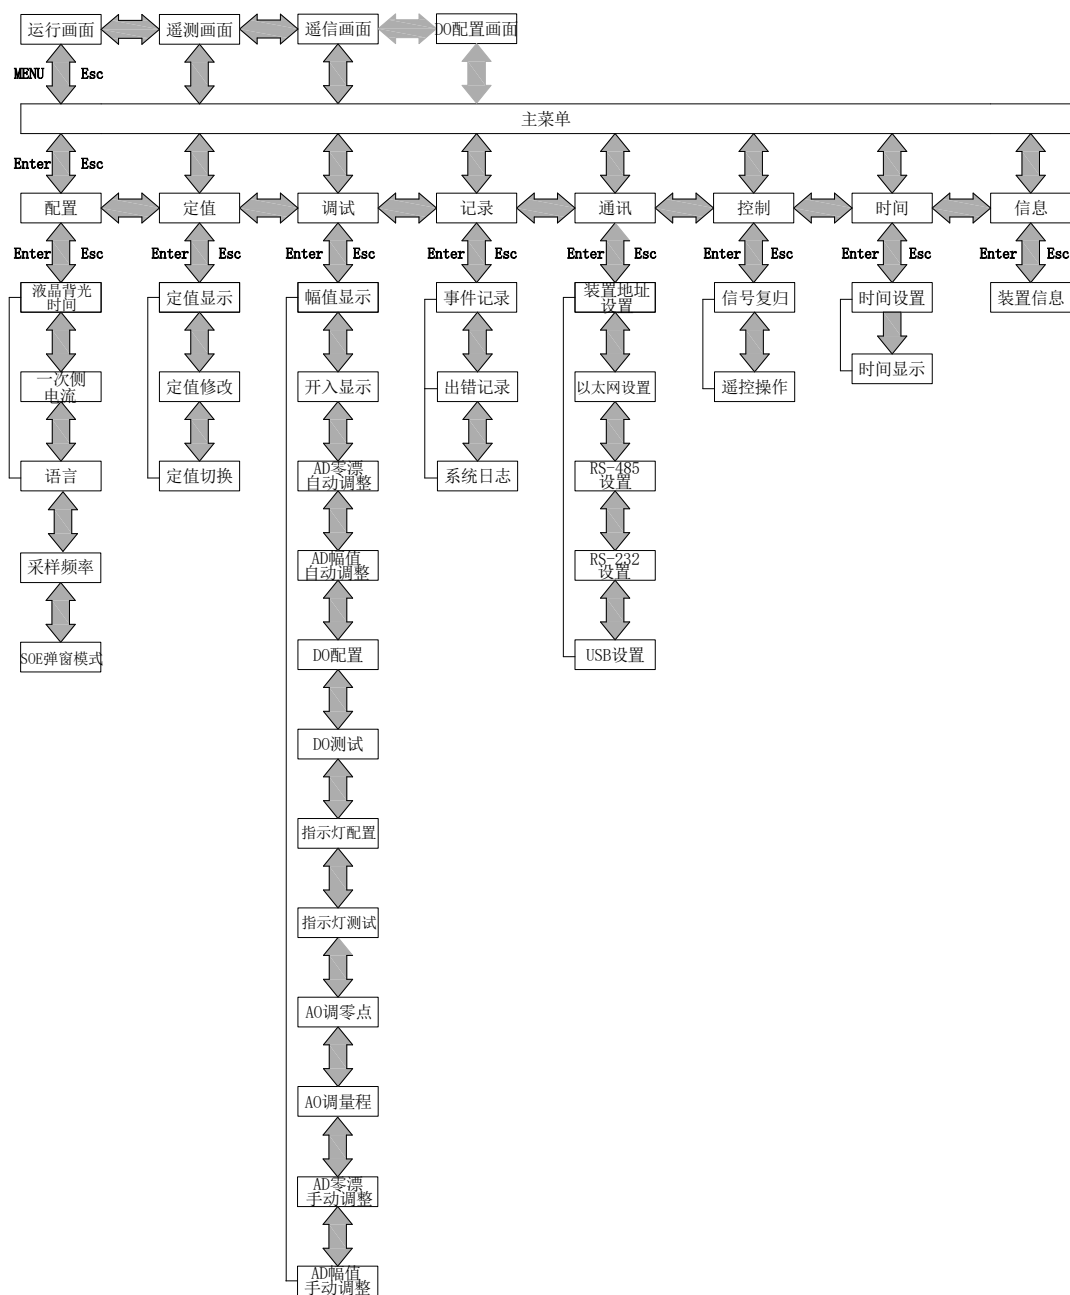 运行画面
遥测画面
遥信画面
DO配置画面
MENU
Esc
主菜单
Enter
Esc
配置
定值
调试
记录
通讯
控制
时间
信息
Enter
Esc
Enter
Esc
Enter
Esc
Enter
Esc
Enter
Esc
Enter
Esc
Enter
Esc
Enter
Esc
液晶背光
时间
定值显示
幅值显示
事件记录
装置地址
设置
信号复归
时间设置
装置信息
一次侧
电流
定值修改
开入显示
出错记录
以太网设置
遥控操作
时间显示
语言
定值切换
AD零漂
自动调整
系统日志
RS-485
设置
采样频率
AD幅值
自动调整
RS-232
设置
SOE弹窗模式
DO配置
USB设置
DO测试
指示灯配置
指示灯测试
AO调零点
AO调量程
AD零漂
手动调整
AD幅值
手动调整